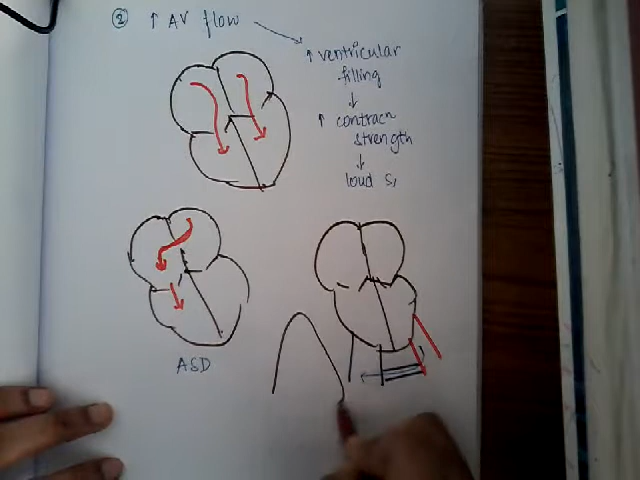 ② ↑ AV flow
↑ ventricular
filling
↓
↑ contracn
strength
↓
loud S₁
ASD